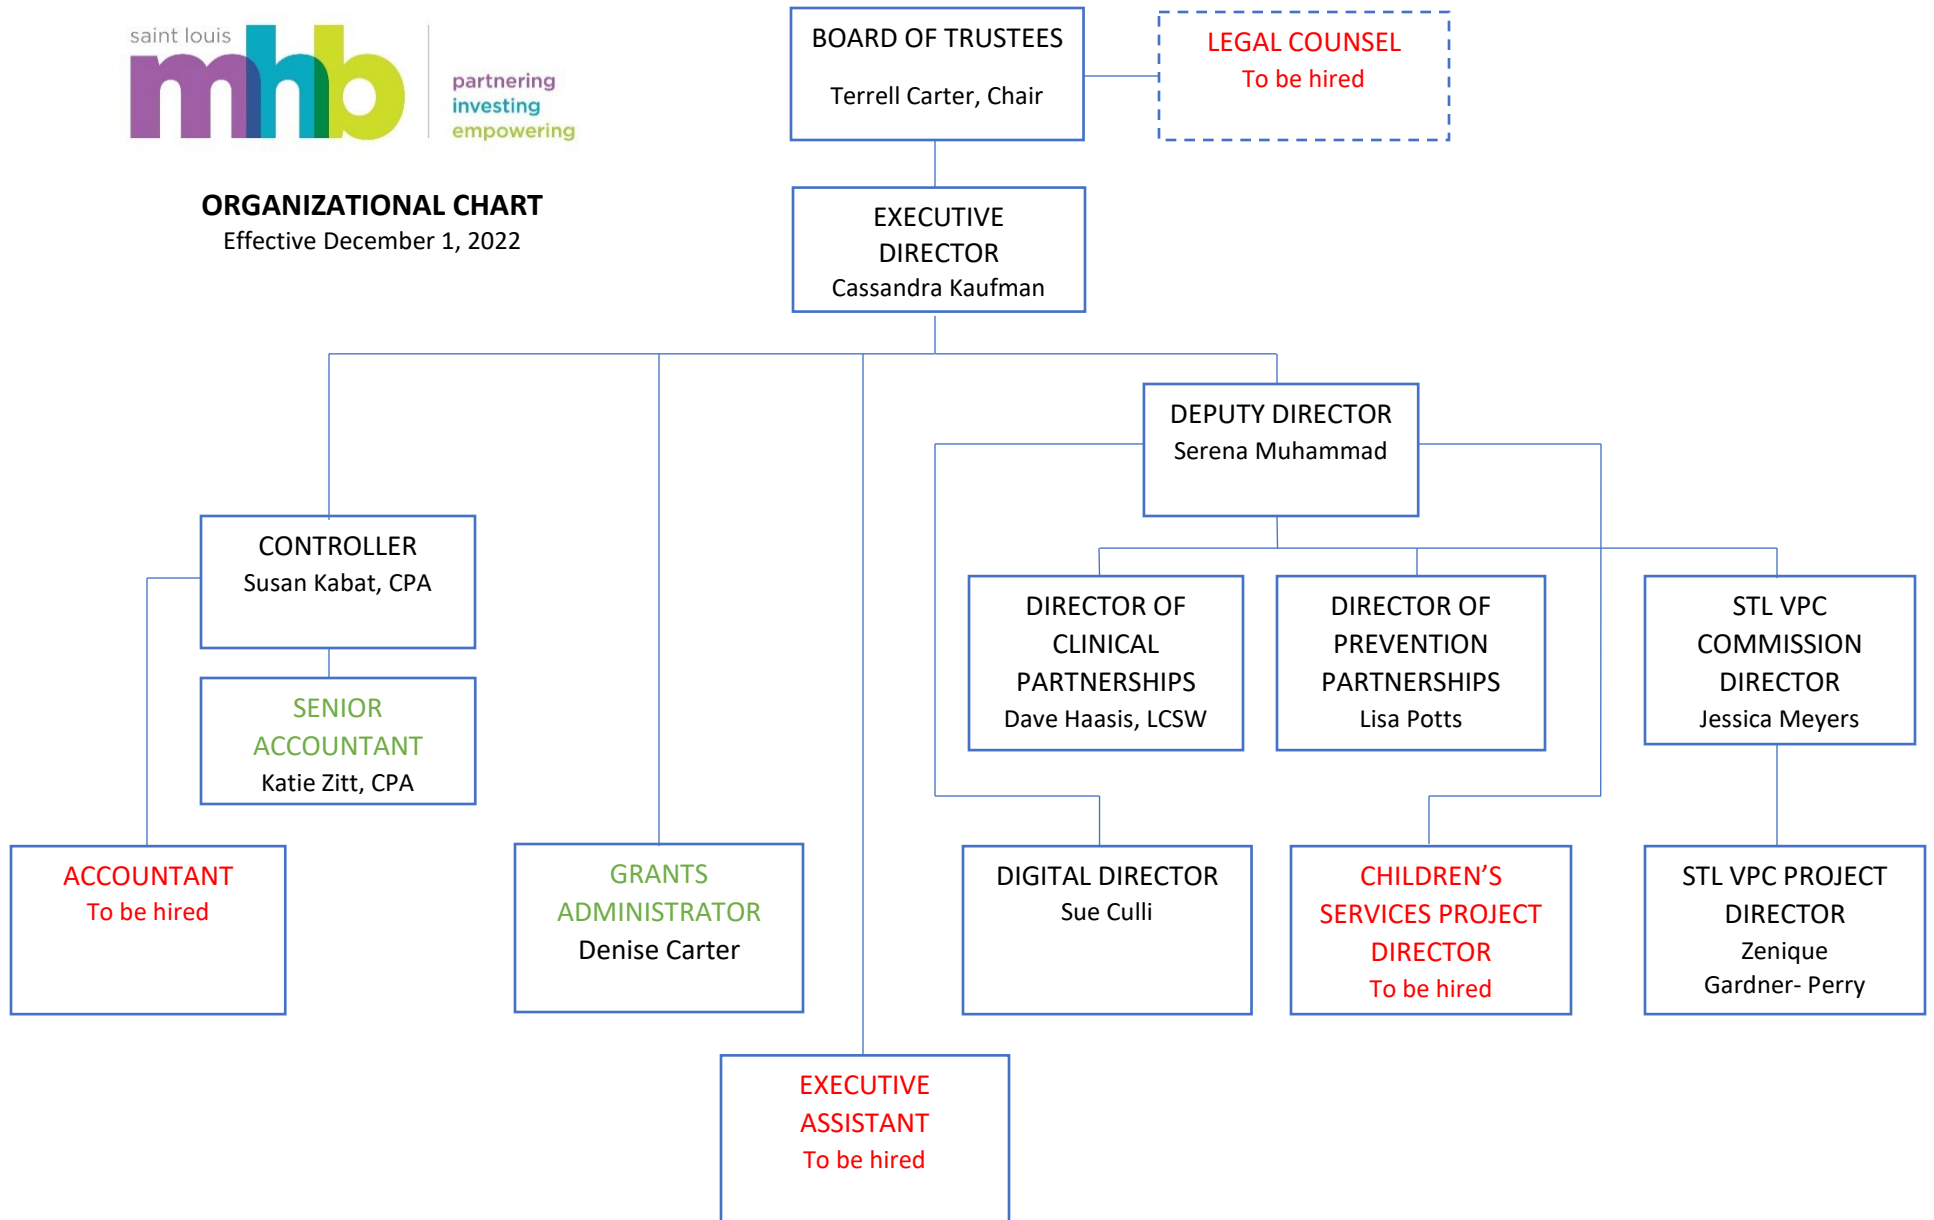 saint louis
mhb
partnering
investing
empowering
ORGANIZATIONAL CHART
Effective December 1, 2022
BOARD OF TRUSTEES
Terrell Carter, Chair
LEGAL COUNSEL
To be hired
EXECUTIVE
DIRECTOR
Cassandra Kaufman
DEPUTY DIRECTOR
Serena Muhammad
CONTROLLER
Susan Kabat, CPA
SENIOR
ACCOUNTANT
Katie Zitt, CPA
DIRECTOR OF
CLINICAL
PARTNERSHIPS
Dave Haasis, LCSW
DIRECTOR OF
PREVENTION
PARTNERSHIPS
Lisa Potts
STL VPC
COMMISSION
DIRECTOR
Jessica Meyers
ACCOUNTANT
To be hired
GRANTS
ADMINISTRATOR
Denise Carter
DIGITAL DIRECTOR
Sue Culli
CHILDREN’S
SERVICES PROJECT
DIRECTOR
To be hired
STL VPC PROJECT
DIRECTOR
Zenique
Gardner- Perry
EXECUTIVE
ASSISTANT
To be hired